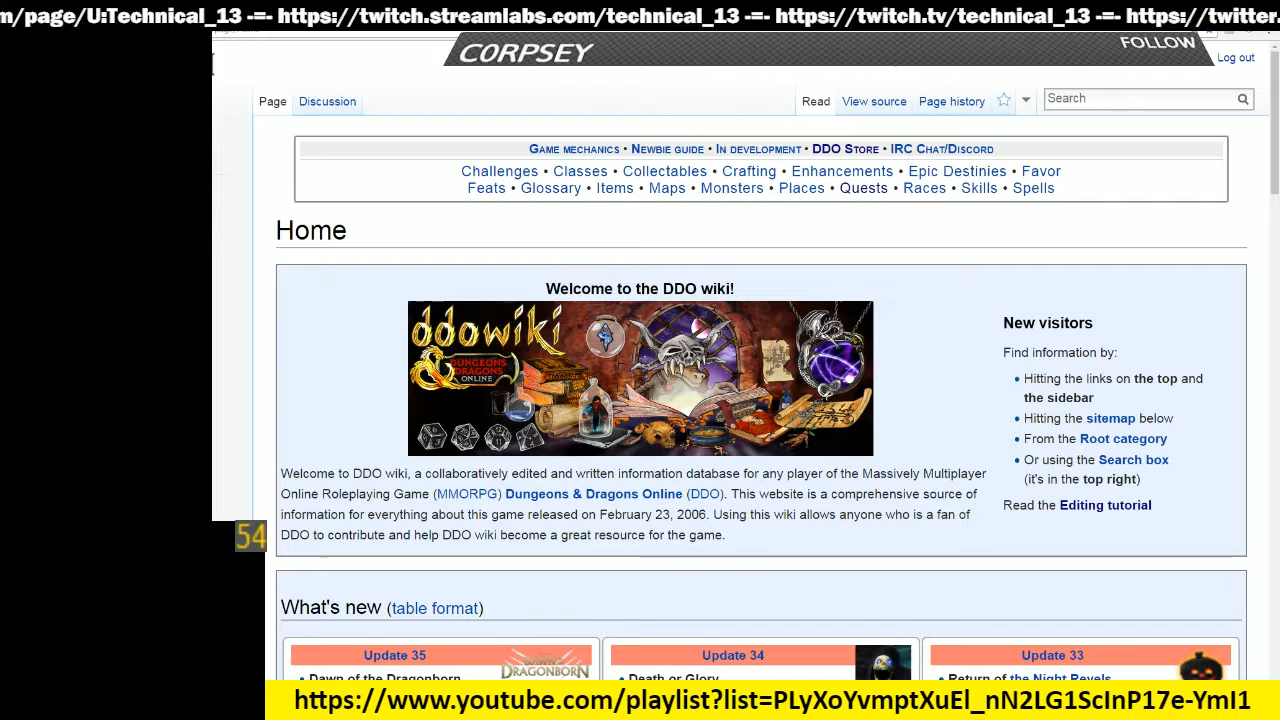 m/page/U:Technical_13 -=- https://twitch.streamlabs.com/technical_13 -=- https://twitch.tv/technical_13 -=- https://twitter.
CORPSEY
FOLLOW
Log out
Page Discussion
Read View source Page history
Search
Game mechanics • Newbie guide • In development • DDO Store • IRC Chat/Discord
Challenges • Classes • Collectables • Crafting • Enhancements • Epic Destinies • Favor
Feats • Glossary • Items • Maps • Monsters • Places • Quests • Races • Skills • Spells
Home
Welcome to the DDO wiki!
ddowiki
DUNGEONS
DRAGONS
ONLINE
Welcome to DDO wiki, a collaboratively edited and written information database for any player of the Massively Multiplayer
Online Roleplaying Game (MMORPG) Dungeons & Dragons Online (DDO). This website is a comprehensive source of
information for everything about this game released on February 23, 2006. Using this wiki allows anyone who is a fan of
DDO to contribute and help DDO wiki become a great resource for the game.
New visitors
Find information by:
• Hitting the links on the top and
the sidebar
• Hitting the sitemap below
• From the Root category
• Or using the Search box
(it's in the top right)
Read the Editing tutorial
54
What's new (table format)
Update 35
DRAGONBORN
• Dawn of the Dragonborn
Update 34
• Death or Glory
Update 33
• Return of the Night Revels
https://www.youtube.com/playlist?list=PLyXoYvmptXuEl_nN2LG1ScInP17e-YmI1